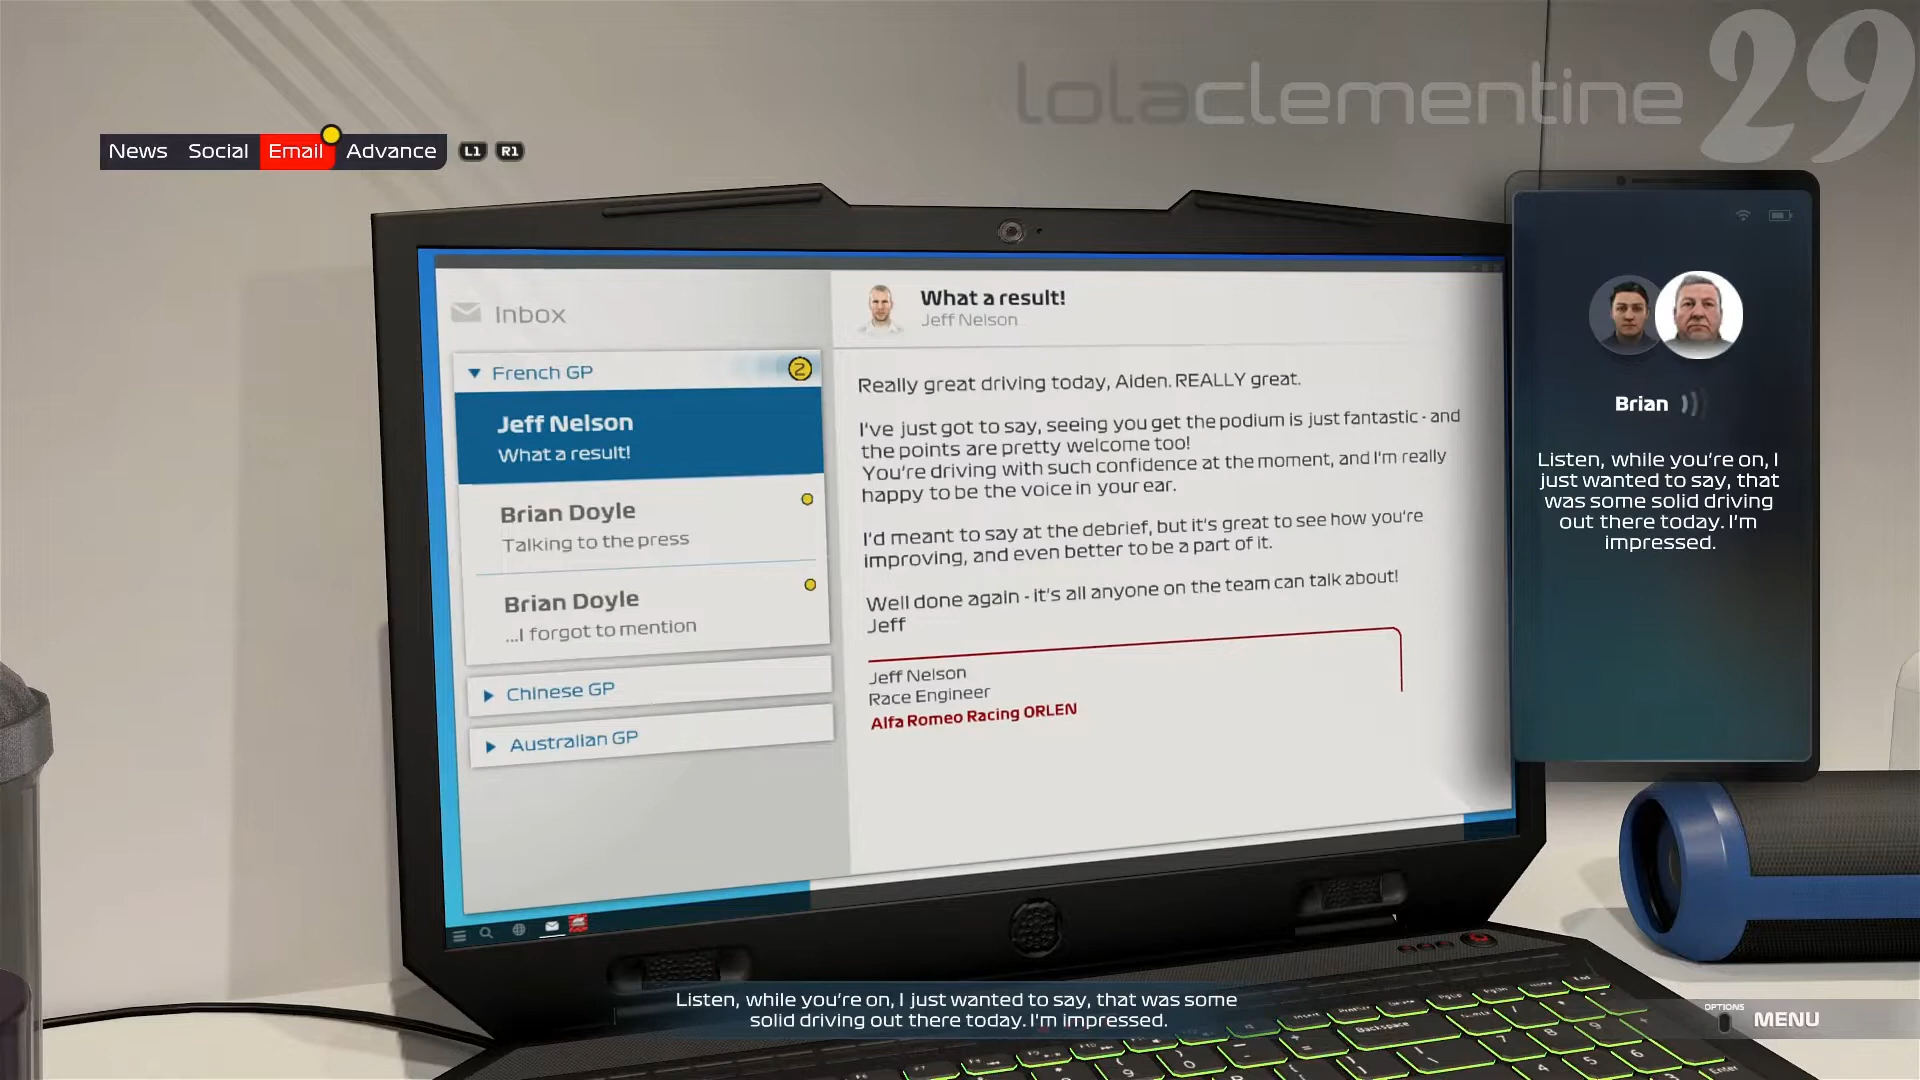 lolaclementine 29
News Social Email Advance L1 R1
Inbox
French GP 2
Jeff Nelson
What a result!
Brian Doyle
Talking to the press
Brian Doyle
...I forgot to mention
Chinese GP
Australian GP
What a result!
Jeff Nelson
Really great driving today, Aiden. REALLY great.
I've just got to say, seeing you get the podium is just fantastic - and
the points are pretty welcome too!
You're driving with such confidence at the moment, and I'm really
happy to be the voice in your ear.
I'd meant to say at the debrief, but it's great to see how you're
improving, and even better to be a part of it.
Well done again - it's all anyone on the team can talk about!
Jeff
Jeff Nelson
Race Engineer
Alfa Romeo Racing ORLEN
Brian
Listen, while you're on, I
just wanted to say, that
was some solid driving
out there today. I'm
impressed.
Listen, while you're on, I just wanted to say, that was some
solid driving out there today. I'm impressed.
OPTIONS
MENU
Backspace
Enter